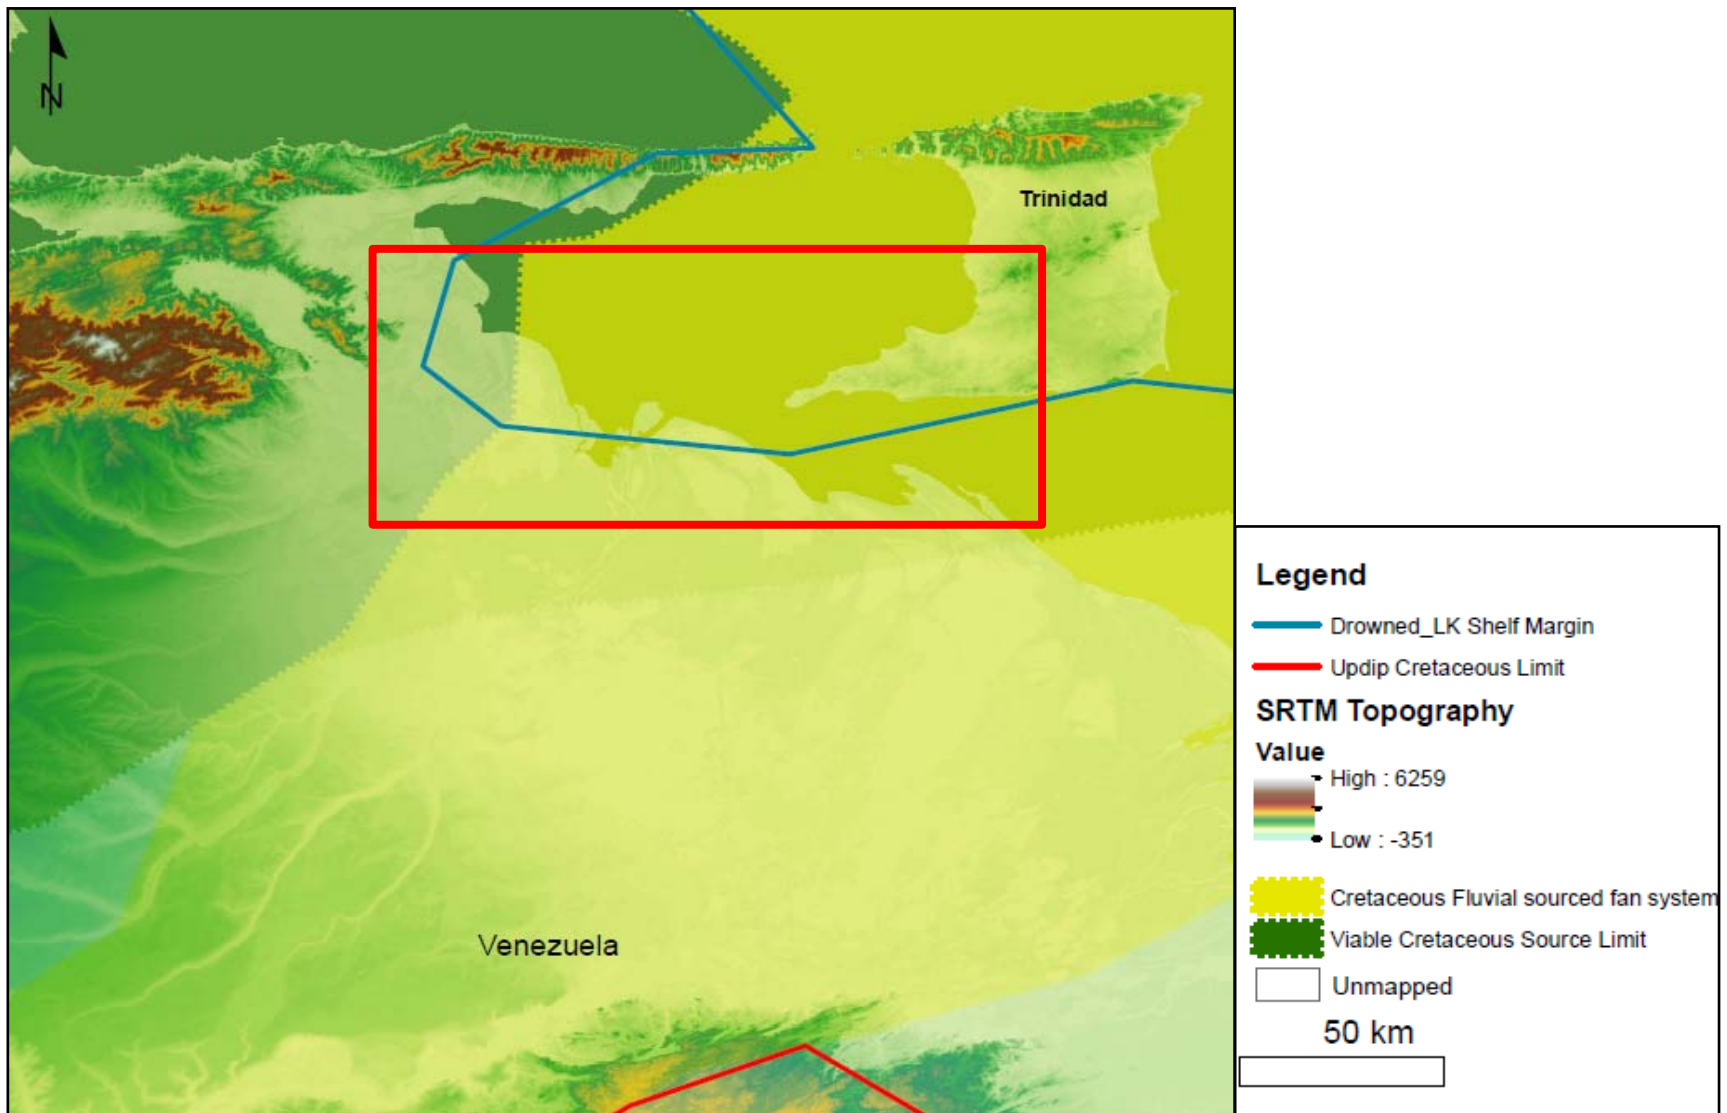 N
Trinidad
Venezuela
Legend
Drowned_LK Shelf Margin
Updip Cretaceous Limit
SRTM Topography
Value
High : 6259
Low : -351
Cretaceous Fluvial sourced fan system
Viable Cretaceous Source Limit
Unmapped
50 km